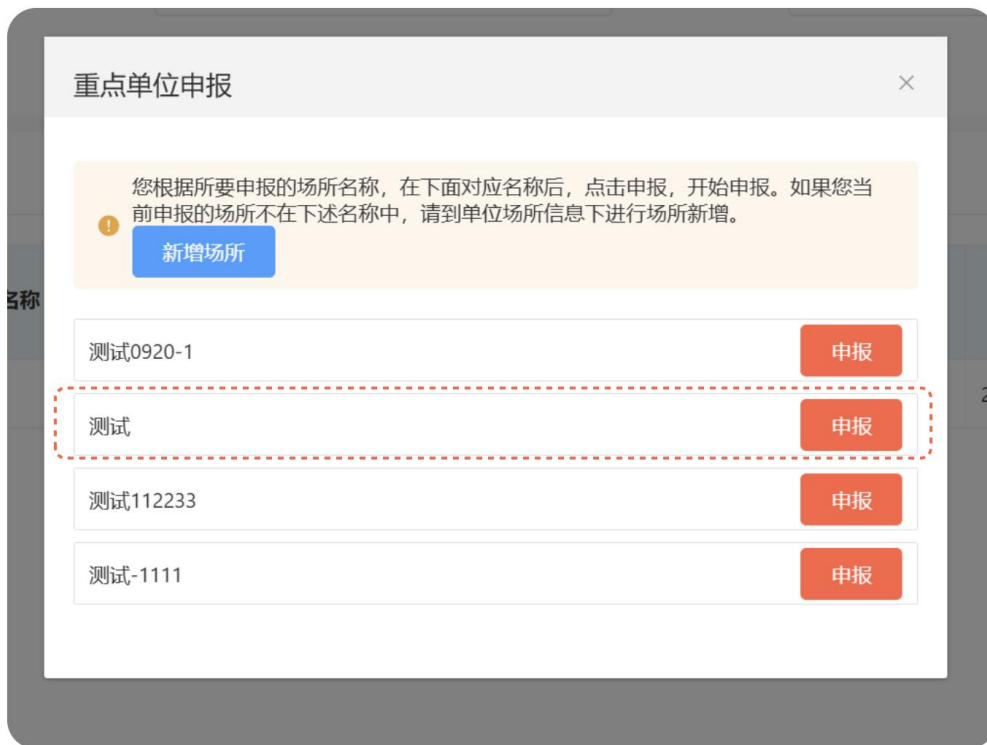 重点单位申报
您根据所要申报的场所名称，在下面对应名称后，点击申报，开始申报。如果您当
前申报的场所不在下述名称中，请到单位场所信息下进行场所新增。
新增场所
名称
测试0920-1
申报
2
测试
申报
测试112233
申报
测试-1111
申报